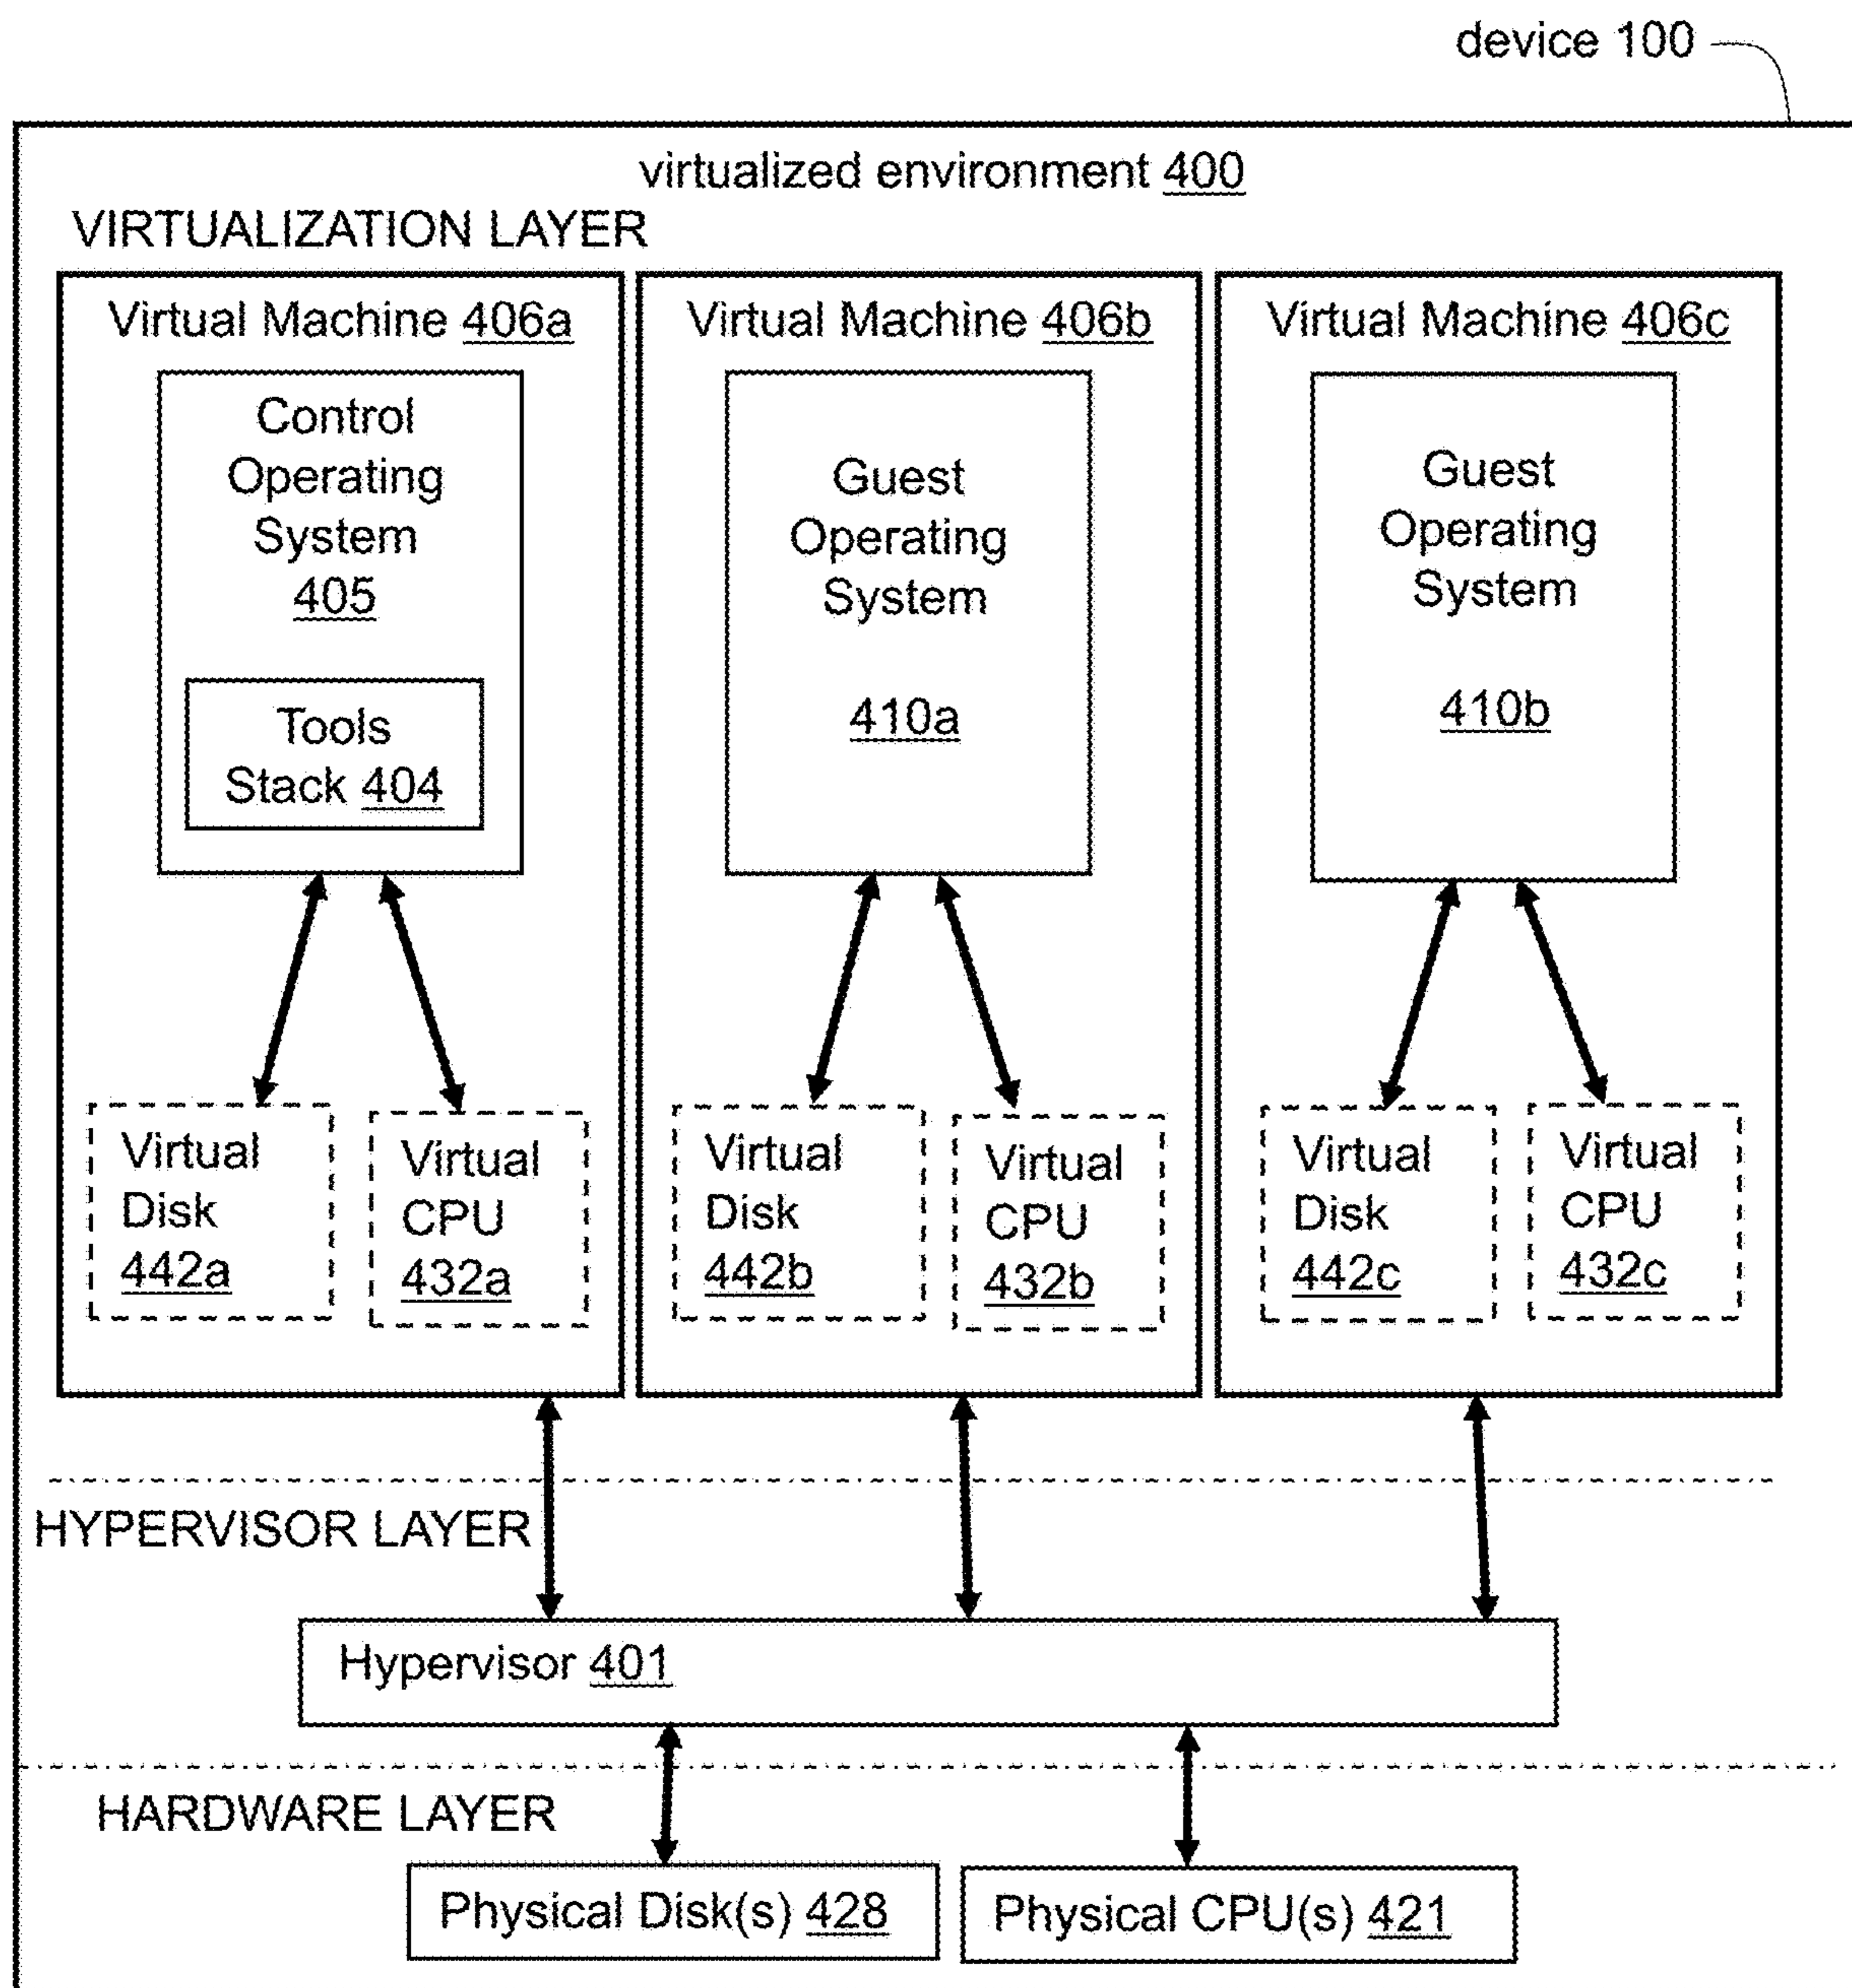 device 100
virtualized environment 400
VIRTUALIZATION LAYER
Virtual Machine 406a
Control
Operating
System
405
Tools
Stack 404
Virtual
Disk
442a
Virtual
CPU
432a
Virtual Machine 406b
Guest
Operating
System
410a
Virtual
Disk
442b
Virtual
CPU
432b
Virtual Machine 406c
Guest
Operating
System
410b
Virtual
Disk
442c
Virtual
CPU
432c
HYPERVISOR LAYER
Hypervisor 401
HARDWARE LAYER
Physical Disk(s) 428
Physical CPU(s) 421